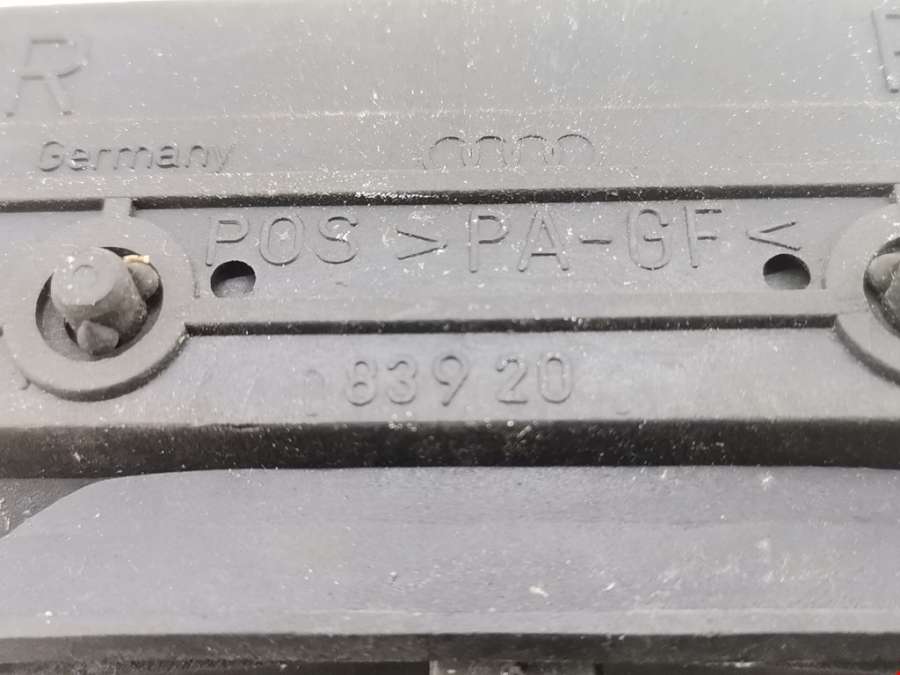 R
Germany
POS >PA-GF<
839 20